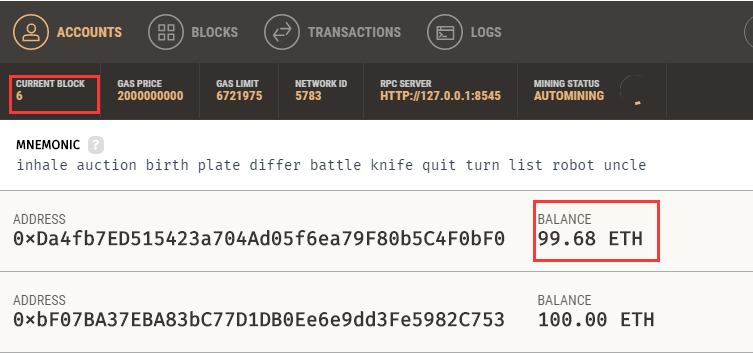 ACCOUNTS BLOCKS TRANSACTIONS LOGS
CURRENT BLOCK GAS PRICE GAS LIMIT NETWORK ID RPC SERVER MINING STATUS
6 2000000000 6721975 5783 HTTP://127.0.0.1:8545 AUTOMINING
MNEMONIC ?
inhale auction birth plate differ battle knife quit turn list robot uncle
ADDRESS BALANCE
0×Da4fb7ED515423a704Ad05f6ea79F80b5C4F0bF0 99.68 ETH
ADDRESS BALANCE
0×bF07BA37EBA83bC77D1DB0Ee6e9dd3Fe5982C753 100.00 ETH